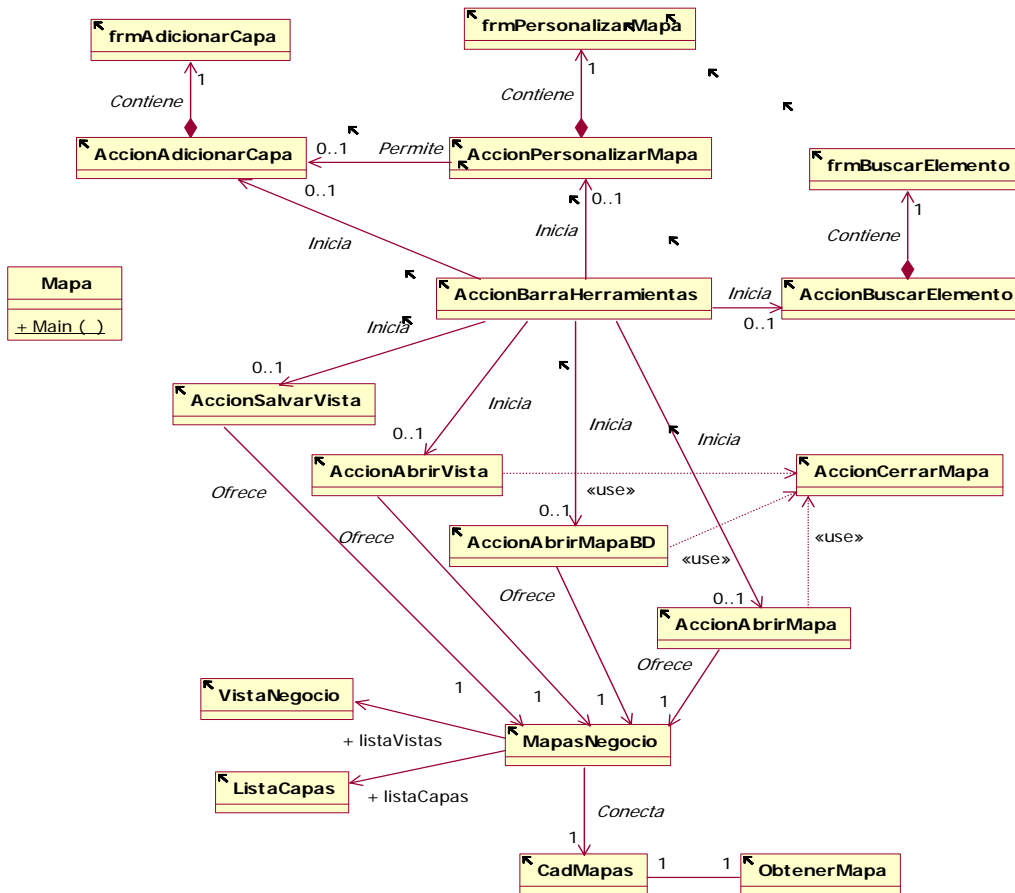 frmAdicionarCapa
frmPersonalizarMapa
1
1
Contiene
Contiene
AccionAdicionarCapa
0..1
Permite
AccionPersonalizarMapa
frmBuscarElemento
0..1
0..1
1
Inicia
Inicia
Contiene
Mapa
+ Main ( )
AccionBarraHerramientas
Inicia
0..1
AccionBuscarElemento
Inicia
0..1
AccionSalvarVista
Inicia
Inicia
Inicia
0..1
AccionAbrirVista
AccionCerrarMapa
Ofrece
«use»
0..1
Ofrece
AccionAbrirMapaBD
«use»
«use»
Ofrece
0..1
AccionAbrirMapa
Ofrece
1
1
1
1
VistaNegocio
+ listaVistas
MapasNegocio
ListaCapas
+ listaCapas
Conecta
1
CadMapas
1
1
ObtenerMapa